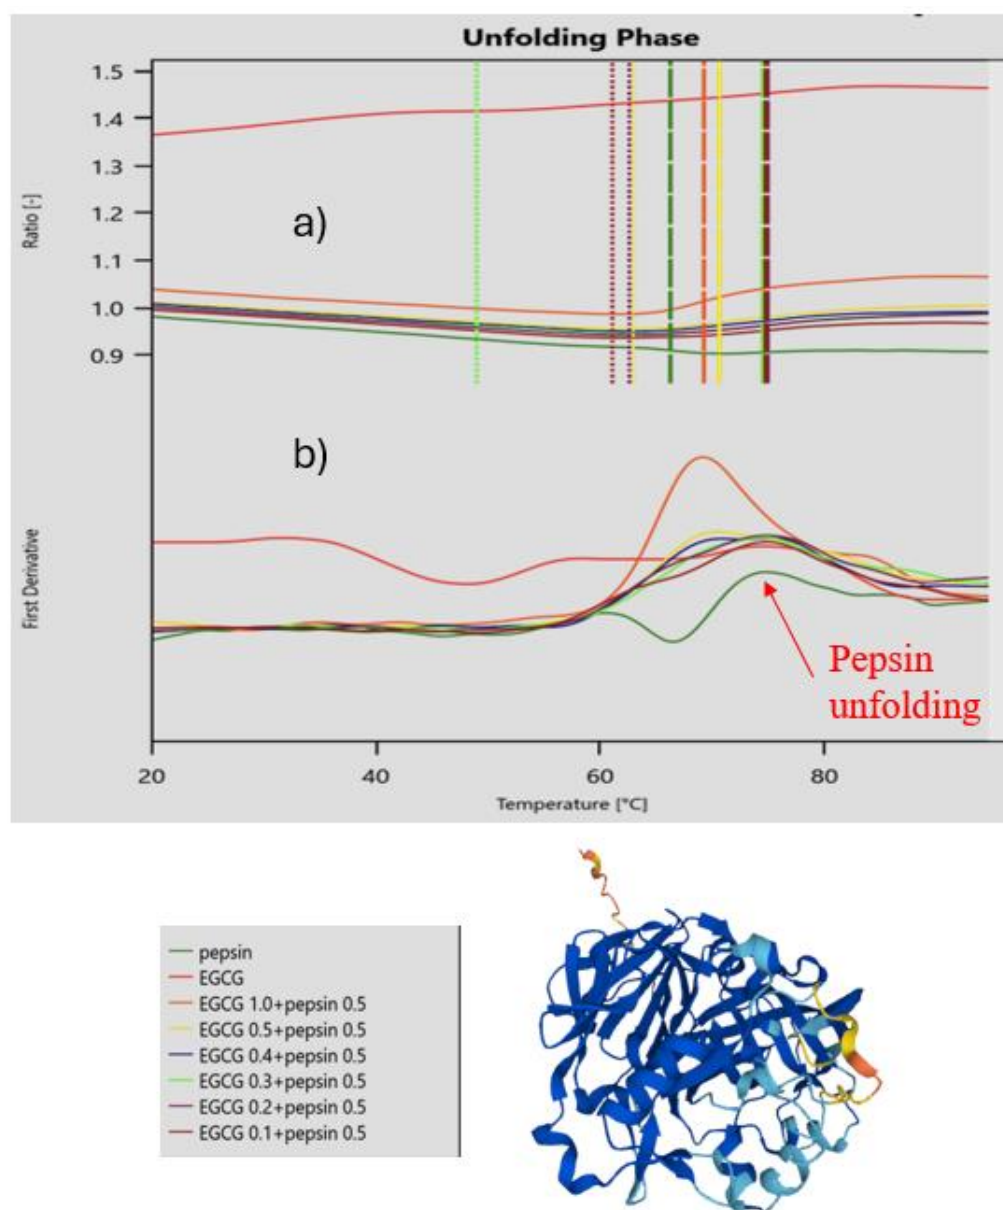 Unfolding Phase
1.5
1.4
1.3
1.2
1.1
1.0
0.9
Ratio [-]
a)
b)
First Derivative
Pepsin
unfolding
20
40
60
80
Temperature [°C]
pepsin
EGCG
EGCG 1.0+pepsin 0.5
EGCG 0.5+pepsin 0.5
EGCG 0.4+pepsin 0.5
EGCG 0.3+pepsin 0.5
EGCG 0.2+pepsin 0.5
EGCG 0.1+pepsin 0.5